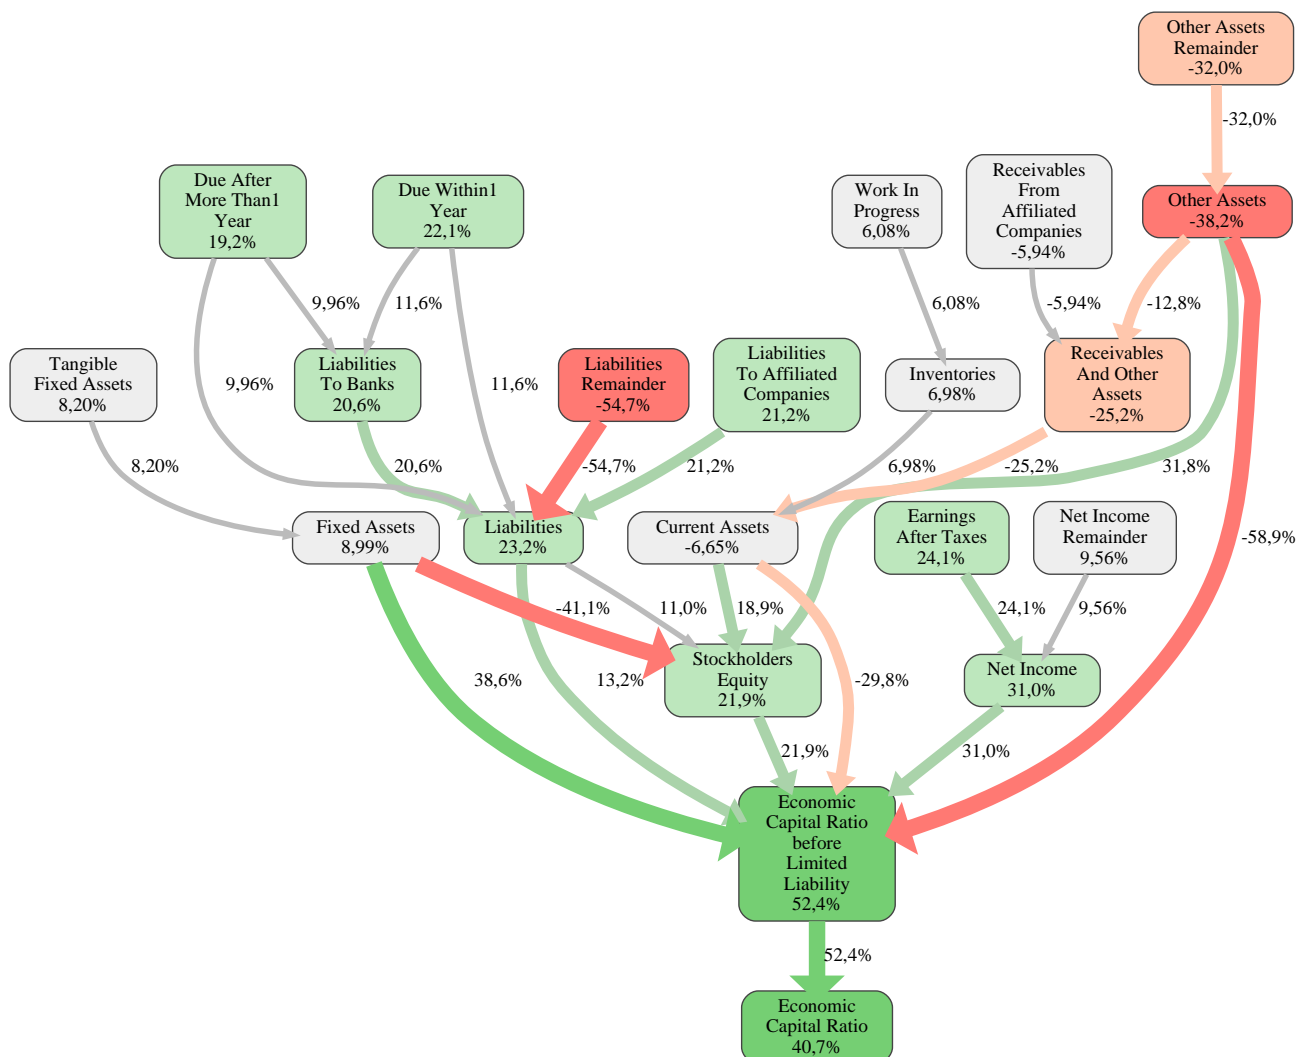 Other Assets
Remainder
-32,0%
-32,0%
Due After
More Than1
Year
19,2%
Due Within1
Year
22,1%
Work In
Progress
6,08%
Receivables
From
Affiliated
Companies
-5,94%
Other Assets
-38,2%
9,96%
11,6%
6,08%
-5,94%
-12,8%
Tangible
Fixed Assets
8,20%
9,96%
Liabilities
To Banks
20,6%
11,6%
Liabilities
Remainder
-54,7%
Liabilities
To Affiliated
Companies
21,2%
Inventories
6,98%
Receivables
And Other
Assets
-25,2%
8,20%
20,6%
-54,7%
21,2%
6,98%
-25,2%
31,8%
Fixed Assets
8,99%
Liabilities
23,2%
Current Assets
-6,65%
Earnings
After Taxes
24,1%
Net Income
Remainder
9,56%
-58,9%
-41,1%
11,0%
18,9%
24,1%
9,56%
38,6%
13,2%
Stockholders
Equity
21,9%
-29,8%
Net Income
31,0%
21,9%
31,0%
Economic
Capital Ratio
before
Limited
Liability
52,4%
52,4%
Economic
Capital Ratio
40,7%